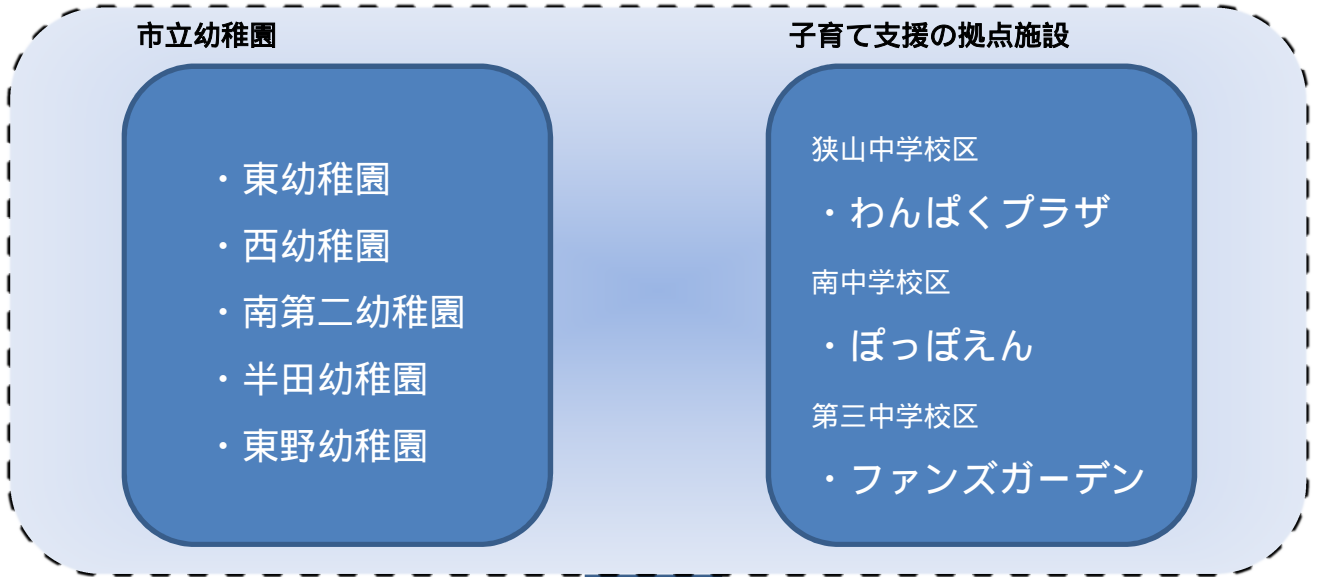 市立幼稚園
・東幼稚園
・西幼稚園
・南第二幼稚園
・半田幼稚園
・東野幼稚園
子育て支援の拠点施設
狭山中学校区
・わんぱくプラザ
南中学校区
・ぽっぽえん
第三中学校区
・ファンズガーデン